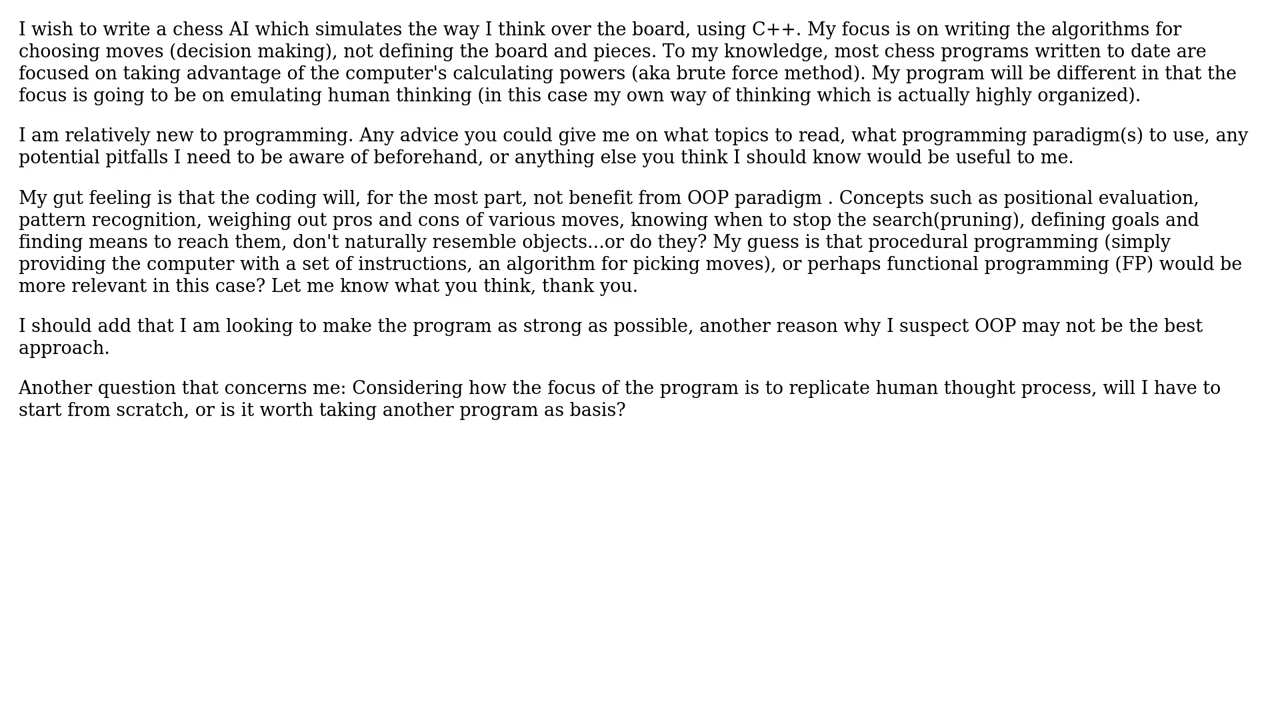 I wish to write a chess AI which simulates the way I think over the board, using C++. My focus is on writing the algorithms for
choosing moves (decision making), not defining the board and pieces. To my knowledge, most chess programs written to date are
focused on taking advantage of the computer's calculating powers (aka brute force method). My program will be different in that the
focus is going to be on emulating human thinking (in this case my own way of thinking which is actually highly organized).
I am relatively new to programming. Any advice you could give me on what topics to read, what programming paradigm(s) to use, any
potential pitfalls I need to be aware of beforehand, or anything else you think I should know would be useful to me.
My gut feeling is that the coding will, for the most part, not benefit from OOP paradigm . Concepts such as positional evaluation,
pattern recognition, weighing out pros and cons of various moves, knowing when to stop the search(pruning), defining goals and
finding means to reach them, don't naturally resemble objects...or do they? My guess is that procedural programming (simply
providing the computer with a set of instructions, an algorithm for picking moves), or perhaps functional programming (FP) would be
more relevant in this case? Let me know what you think, thank you.
I should add that I am looking to make the program as strong as possible, another reason why I suspect OOP may not be the best
approach.
Another question that concerns me: Considering how the focus of the program is to replicate human thought process, will I have to
start from scratch, or is it worth taking another program as basis?